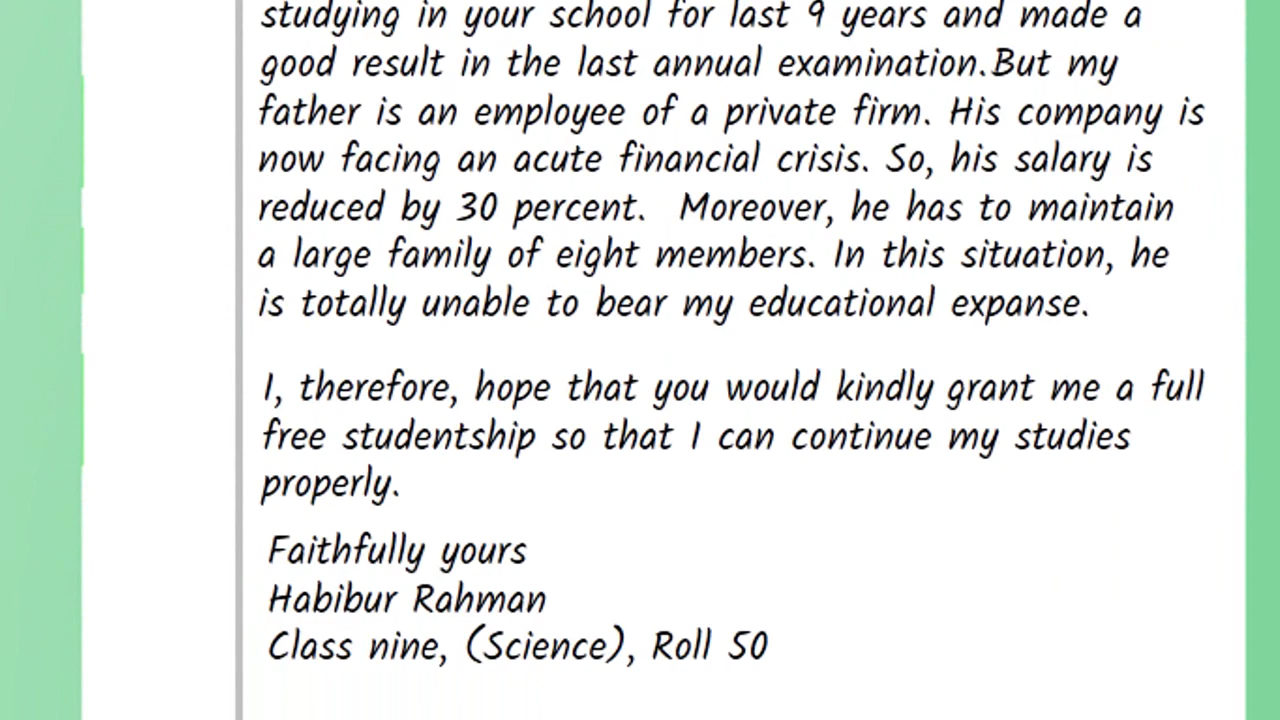 studying in your school for last 9 years and made a
good result in the last annual examination.But my
father is an employee of a private firm. His company is
now facing an acute financial crisis. So, his salary is
reduced by 30 percent.  Moreover, he has to maintain
a large family of eight members. In this situation, he
is totally unable to bear my educational expanse.
I, therefore, hope that you would kindly grant me a full
free studentship so that I can continue my studies
properly.
Faithfully yours
Habibur Rahman
Class nine, (Science), Roll 50